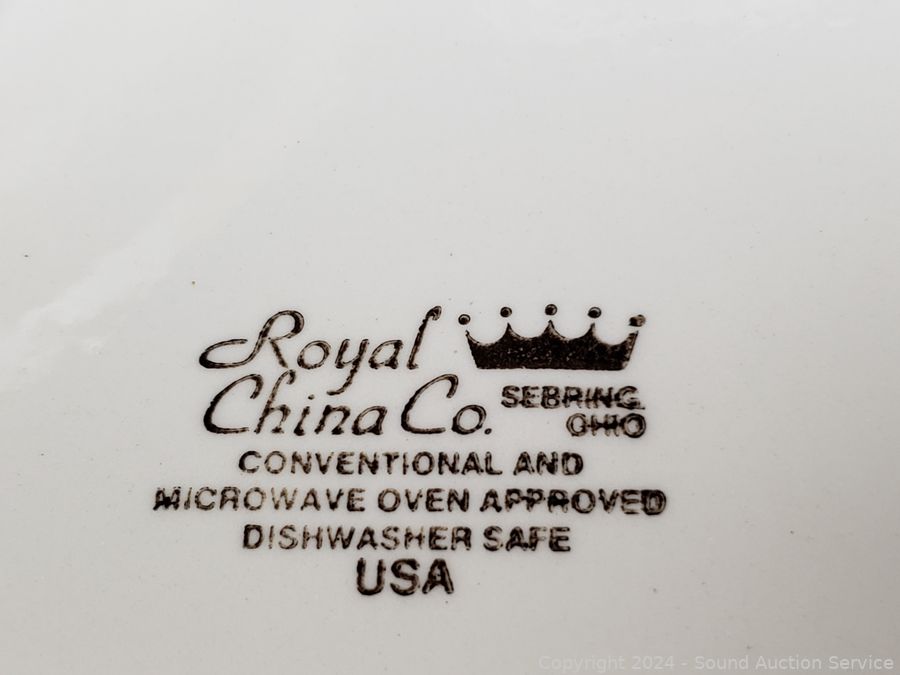 Royal
China Co.
SEBRING,
OHIO
CONVENTIONAL AND
MICROWAVE OVEN APPROVED
DISHWASHER SAFE
USA
Copyright 2024 - Sound Auction Service